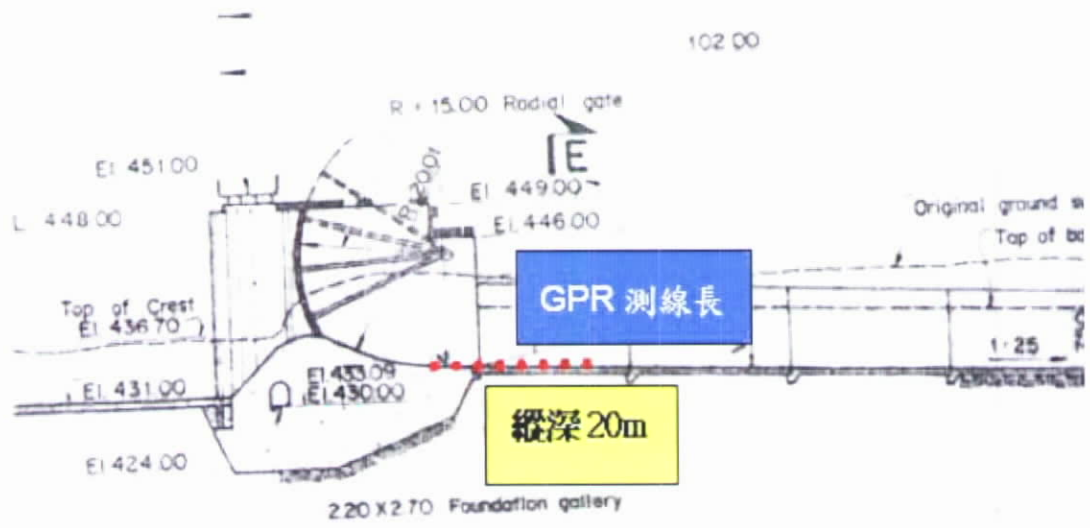 102.00
R = 15.00 Radial gate
E
El. 451.00
R 20.01
El. 449.00
L. 448.00
El. 446.00
Original ground
Top of
GPR 測線長
Top of Crest
El. 436.70
1:25
El. 433.09
El. 431.00
El. 430.00
縱深 20m
El. 424.00
2.20 X 2.70 Foundation gallery